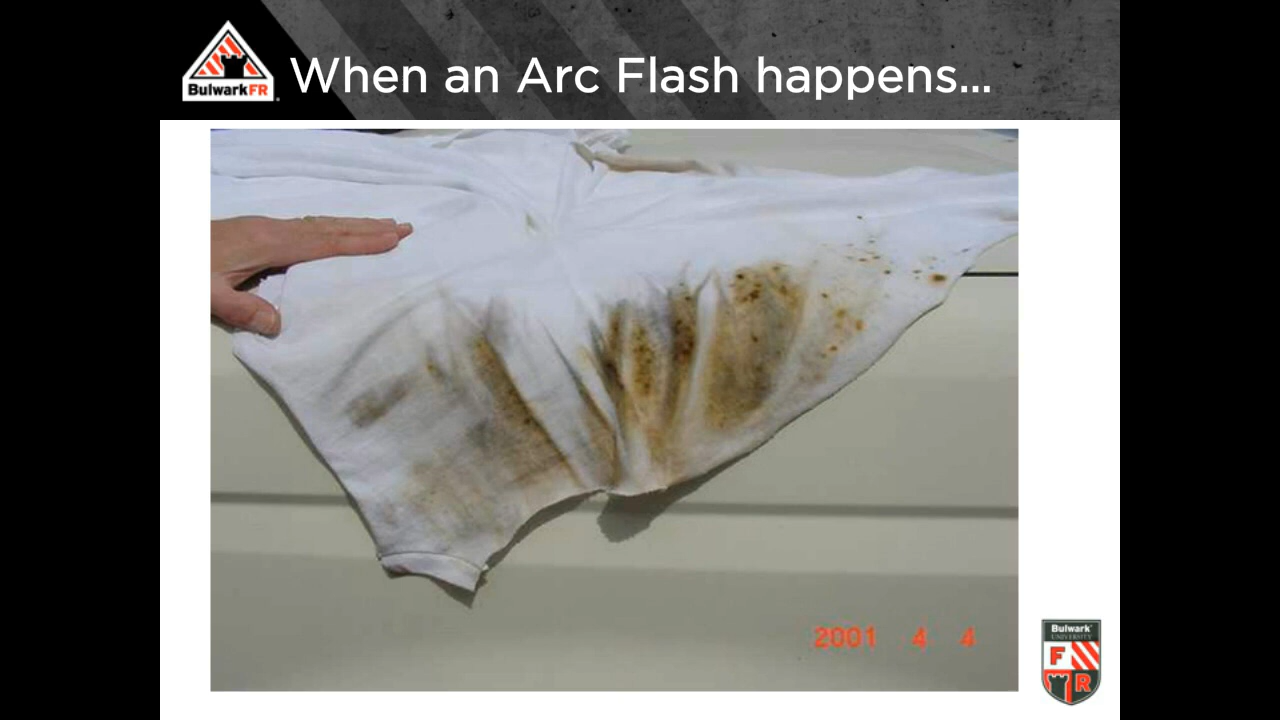 When an Arc Flash happens...
BulwarkFR
2001 4 4
Bulwark
UNIVERSITY
F
R